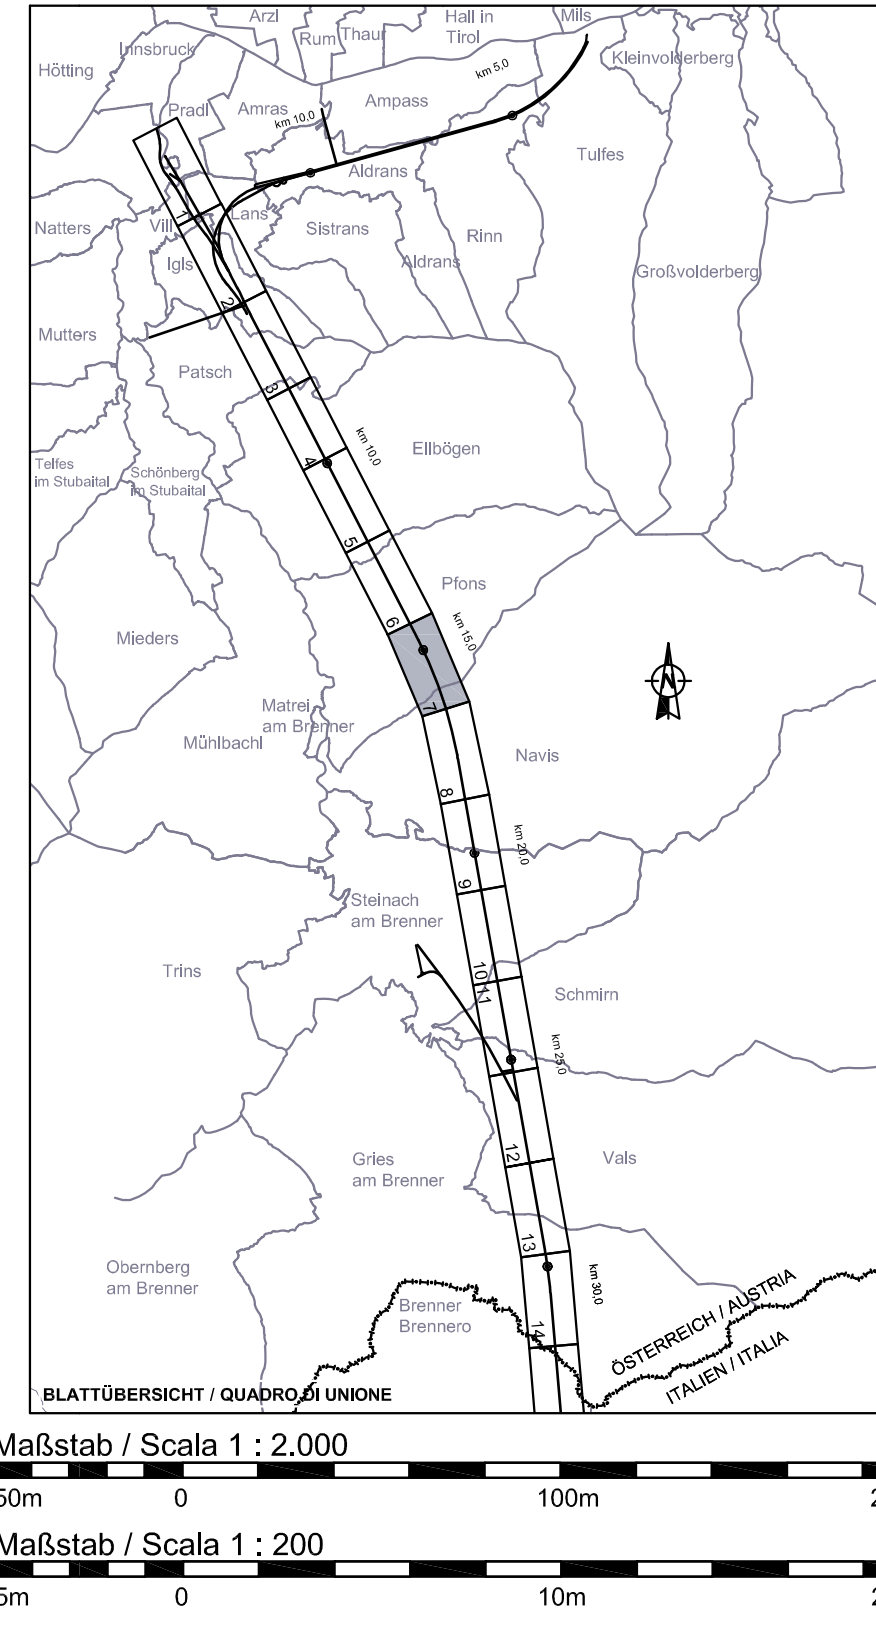 Arzl
Hall in
Tirol
Mils
Rum
Thaur
Innsbruck
Hötting
Kleinvolderberg
km 5,0
Pradl
Amras
Ampass
km 10,0
Tulfes
Aldrans
Natters
Vill
Lans
Sistrans
Rinn
1
Igls
Aldrans
Großvolderberg
2
Mutters
Patsch
3
km 10,0
Ellbögen
4
Telfes
im Stubaital
Schönberg
im Stubaital
5
Pfons
6
km 15,0
Mieders
N
Matrei
am Brenner
7
Mühlbachl
Navis
8
km 20,0
9
Steinach
am Brenner
Trins
10
11
Schmirn
km 25,0
12
Gries
am Brenner
Vals
13
Obernberg
am Brenner
km 30,0
Brenner
Brennero
14
ÖSTERREICH / AUSTRIA
ITALIEN / ITALIA
BLATTÜBERSICHT / QUADRO DI UNIONE
Maßstab / Scala 1 : 2.000
50m 0 100m 2
Maßstab / Scala 1 : 200
5m 0 10m 2